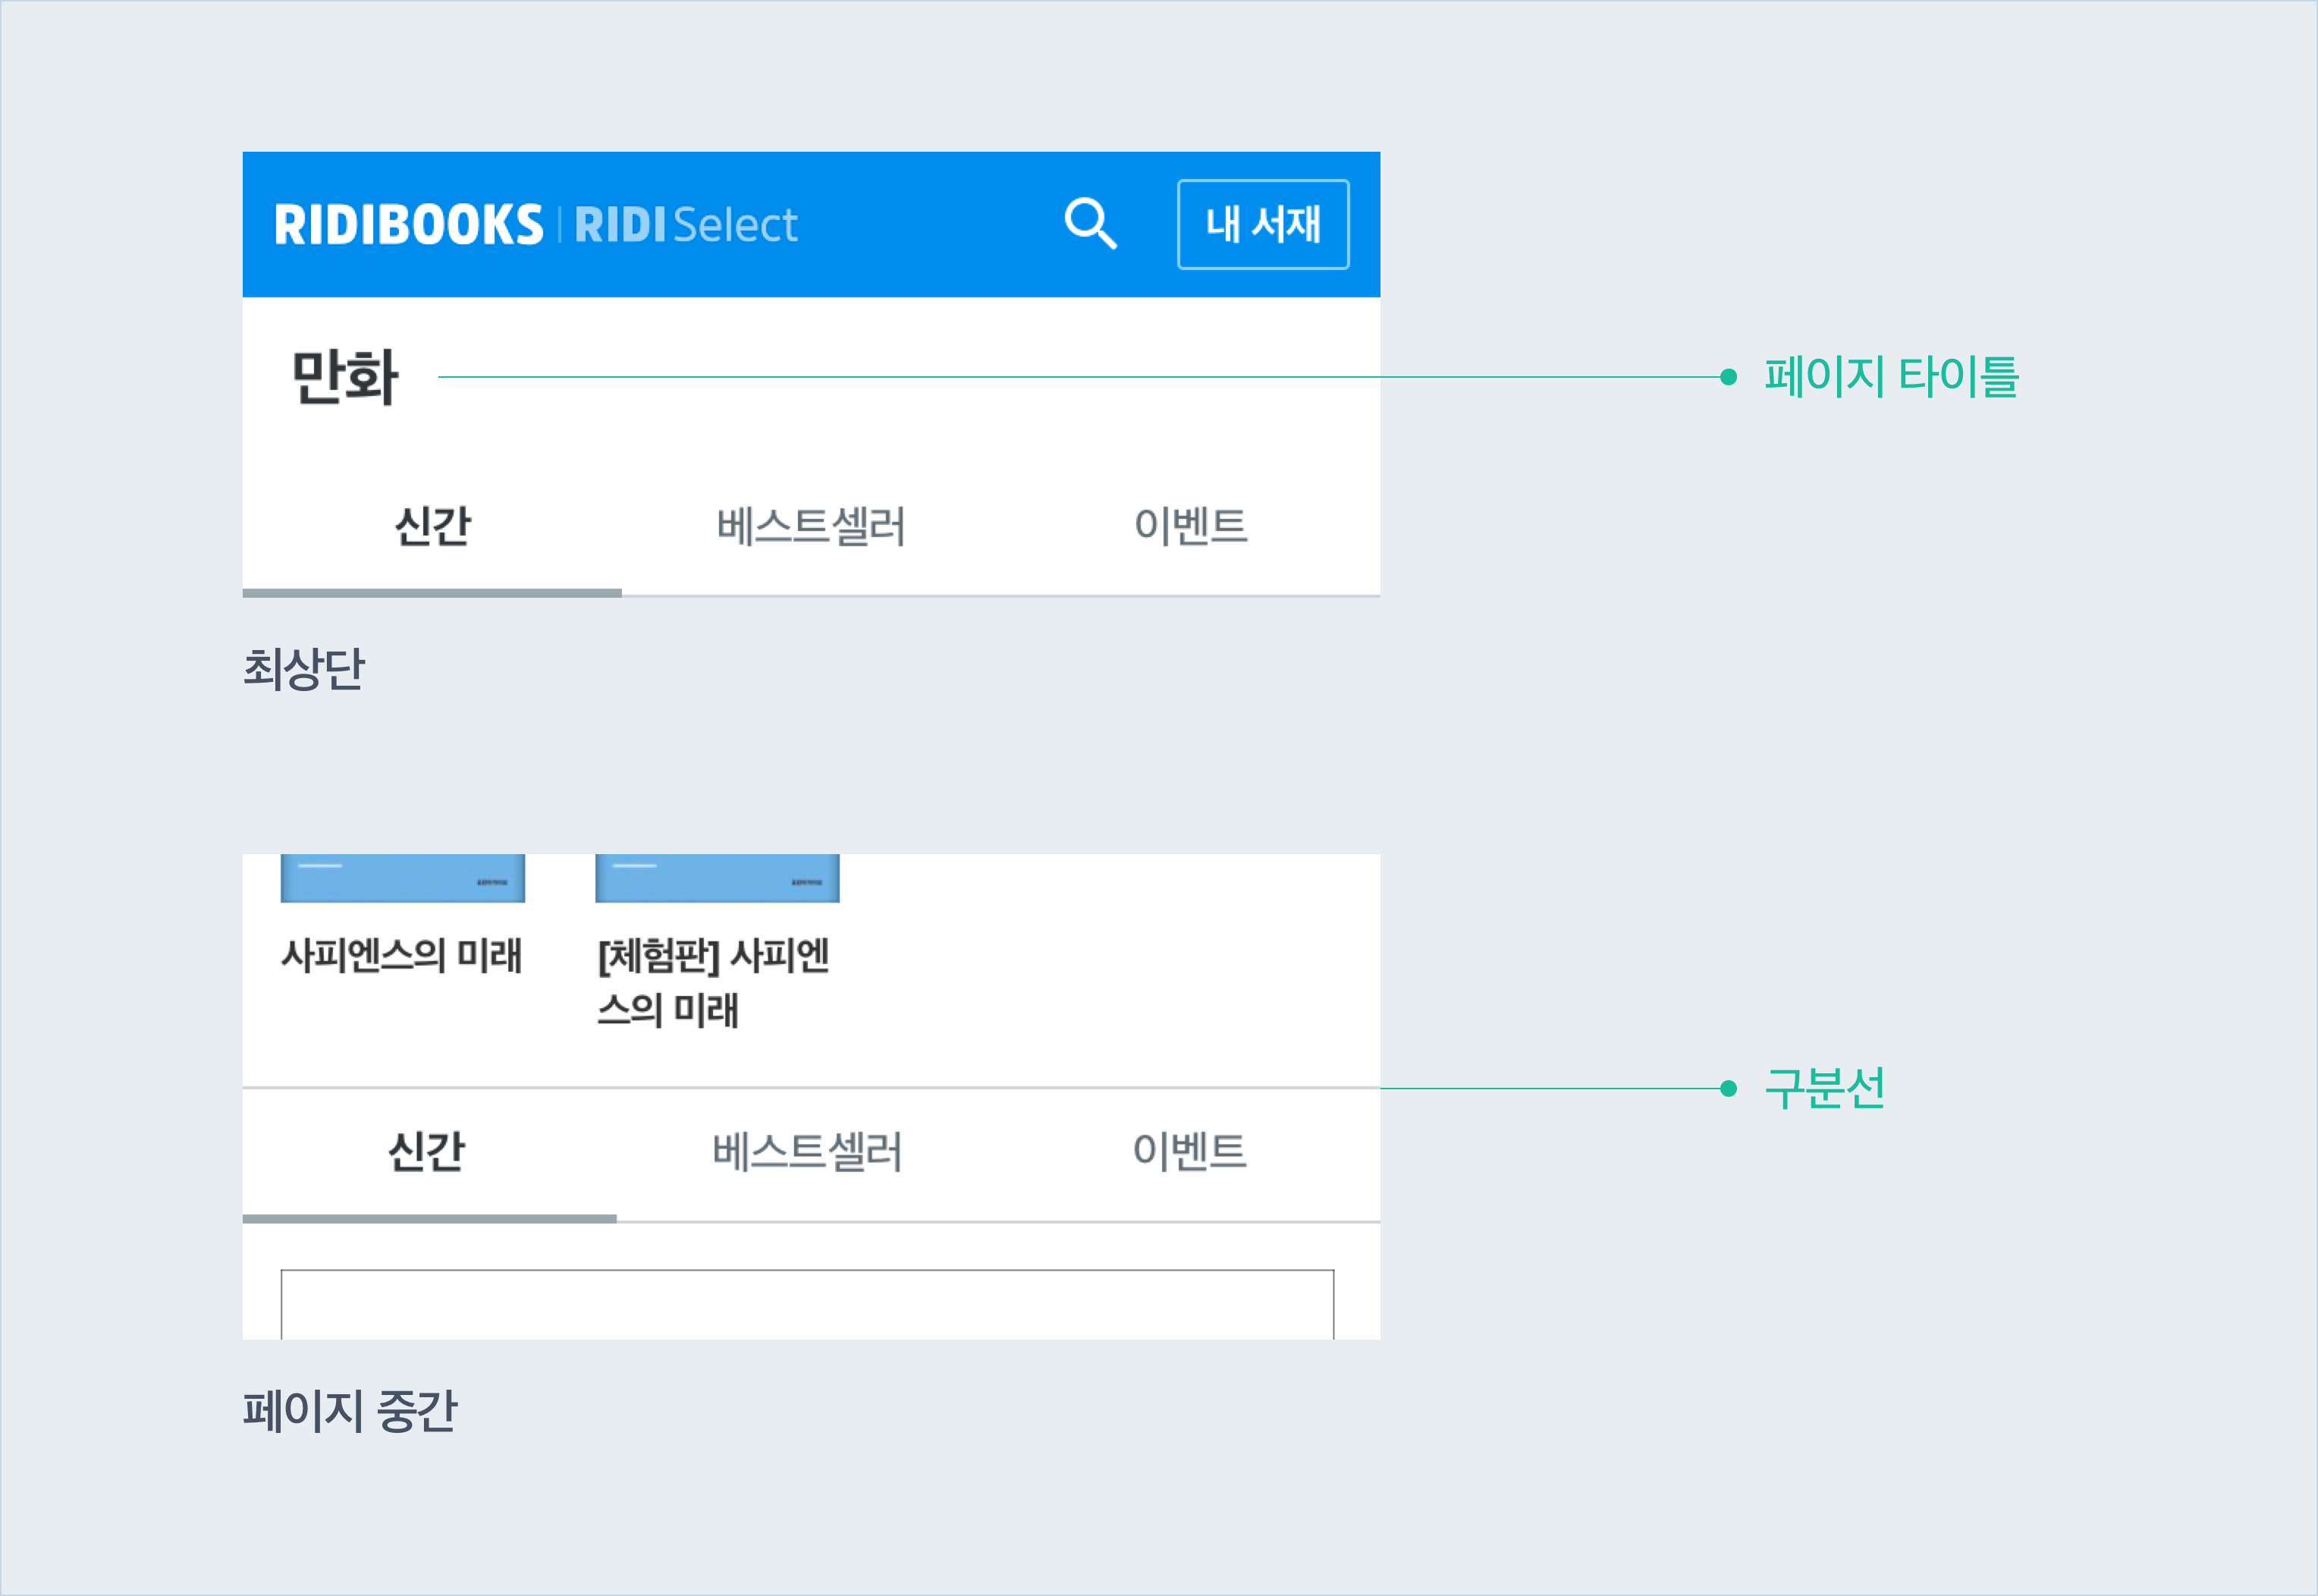 RIDIBOOKS | RIDI Select
내 서재
만화
페이지 타이틀
신간
베스트셀러
이벤트
최상단
사피엔스의 미래
[체험판] 사피엔
스의 미래
구분선
신간
베스트셀러
이벤트
페이지 중간